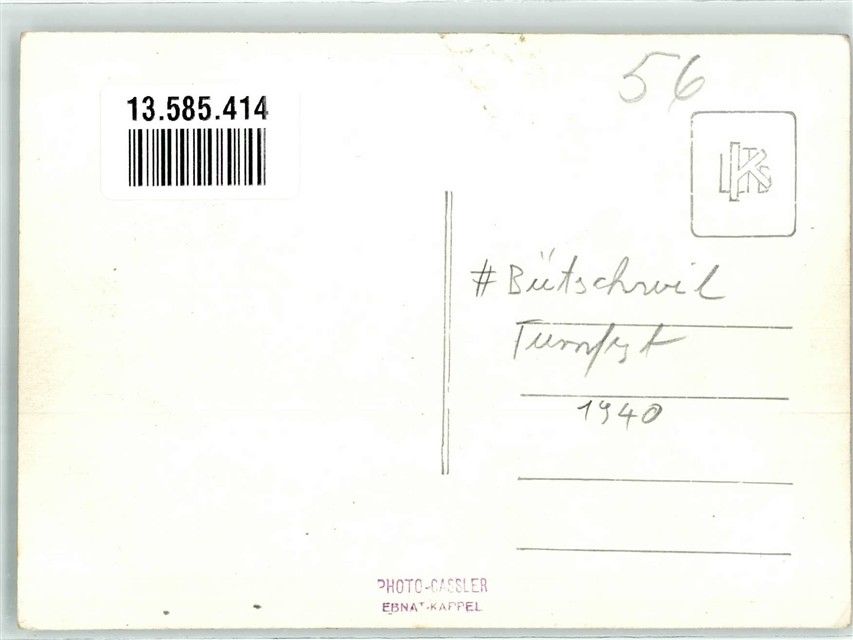 13.585.414
56
#Bütschwil
Turnfest
1940
PHOTO-GASSLER
EBNAT-KAPPEL